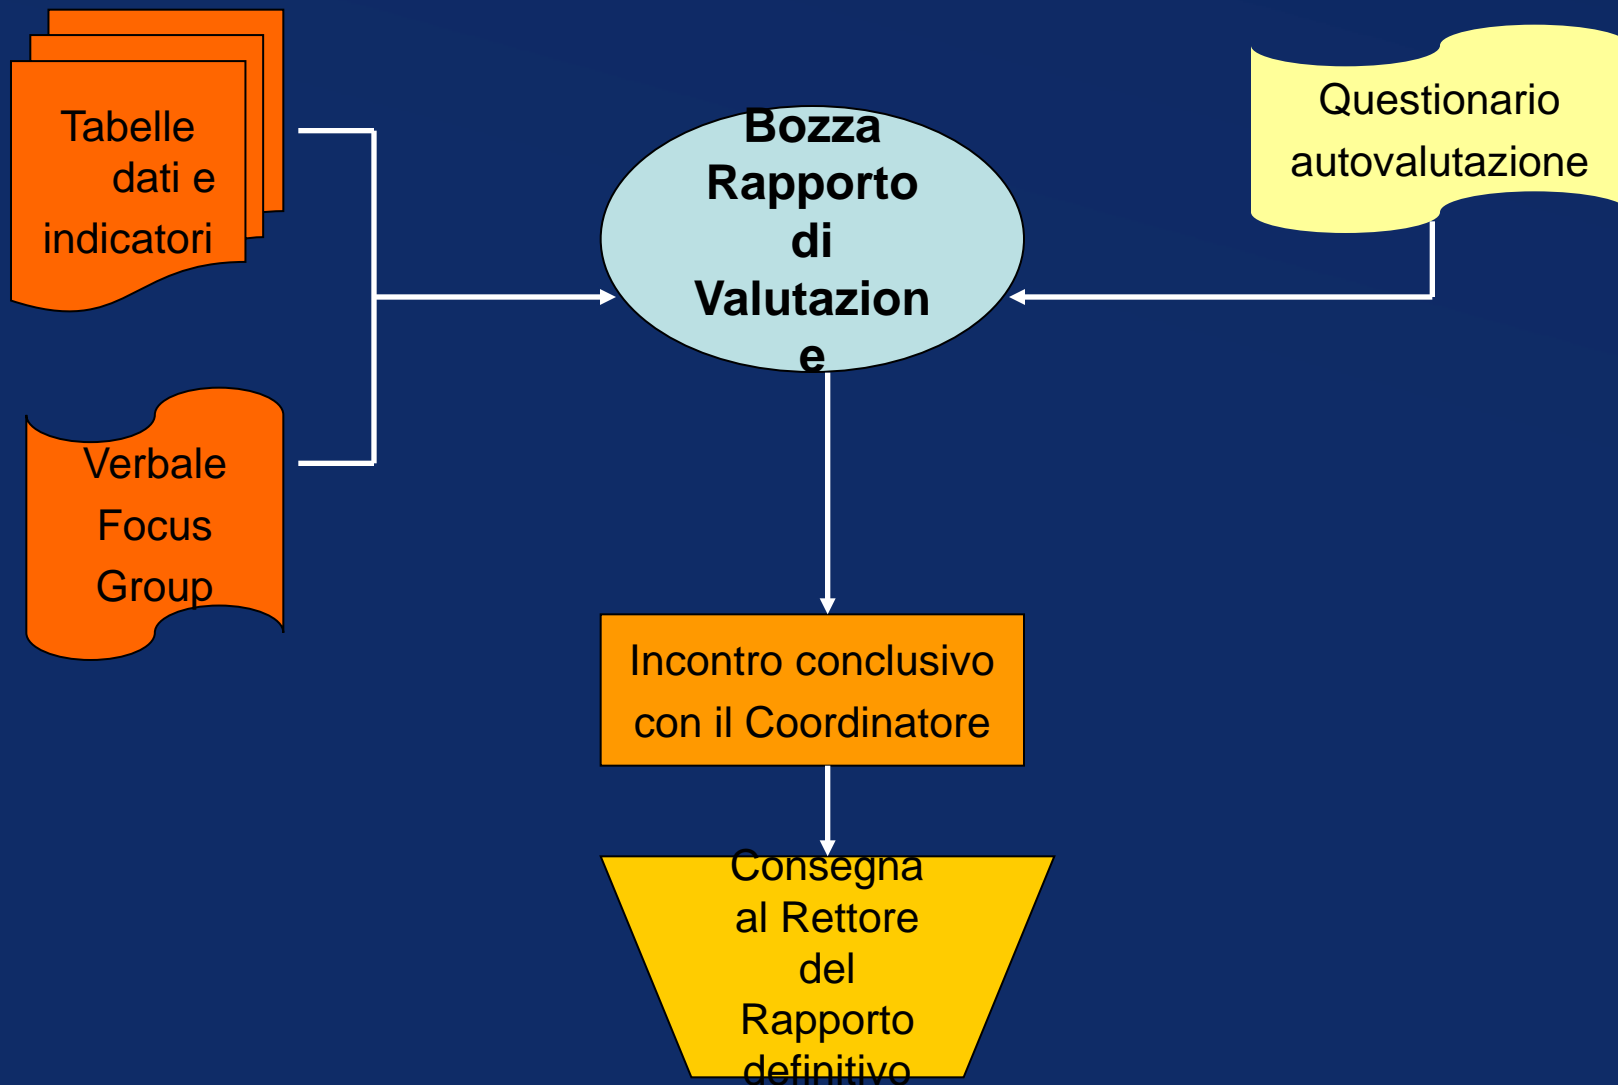 Tabelle
dati e
indicatori
Verbale
Focus
Group
Bozza
Rapporto
di
Valutazion
e
Questionario
autovalutazione
Incontro conclusivo
con il Coordinatore
Consegna
al Rettore
del
Rapporto
definitivo